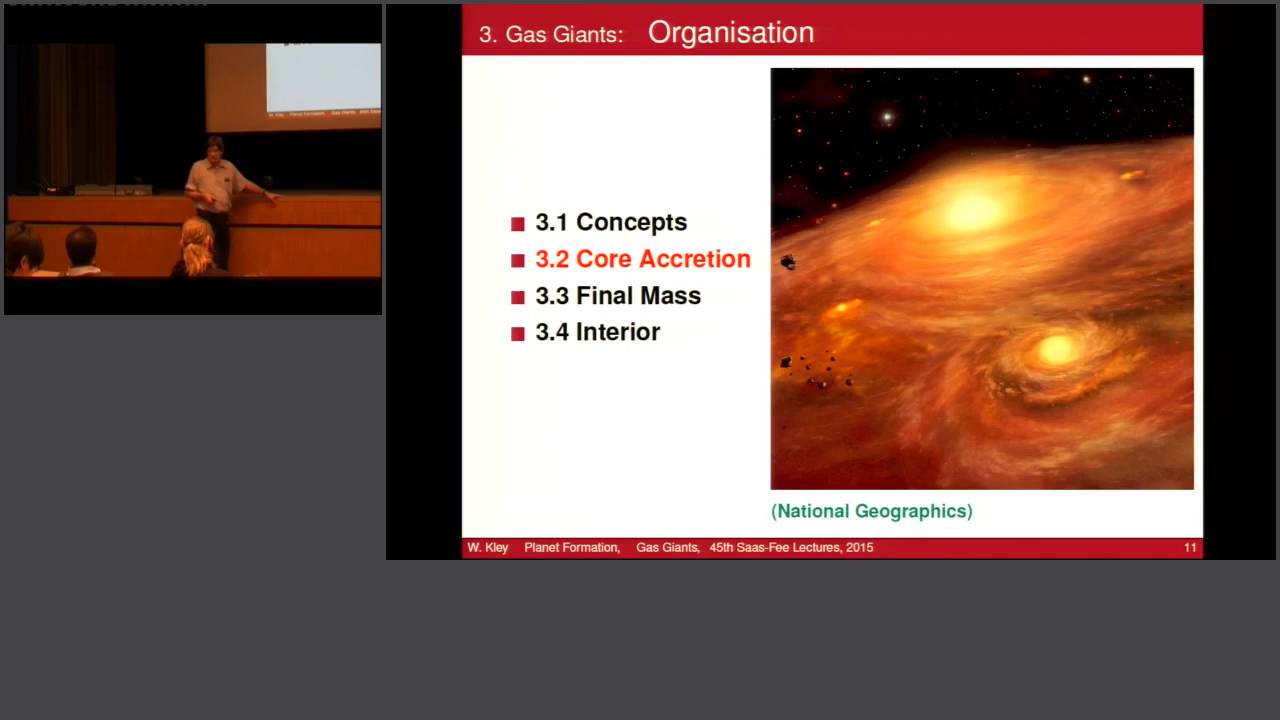 3. Gas Giants: Organisation
3.1 Concepts
3.2 Core Accretion
3.3 Final Mass
3.4 Interior
(National Geographics)
W. Kley Planet Formation, Gas Giants, 45th Saas-Fee Lectures, 2015 11